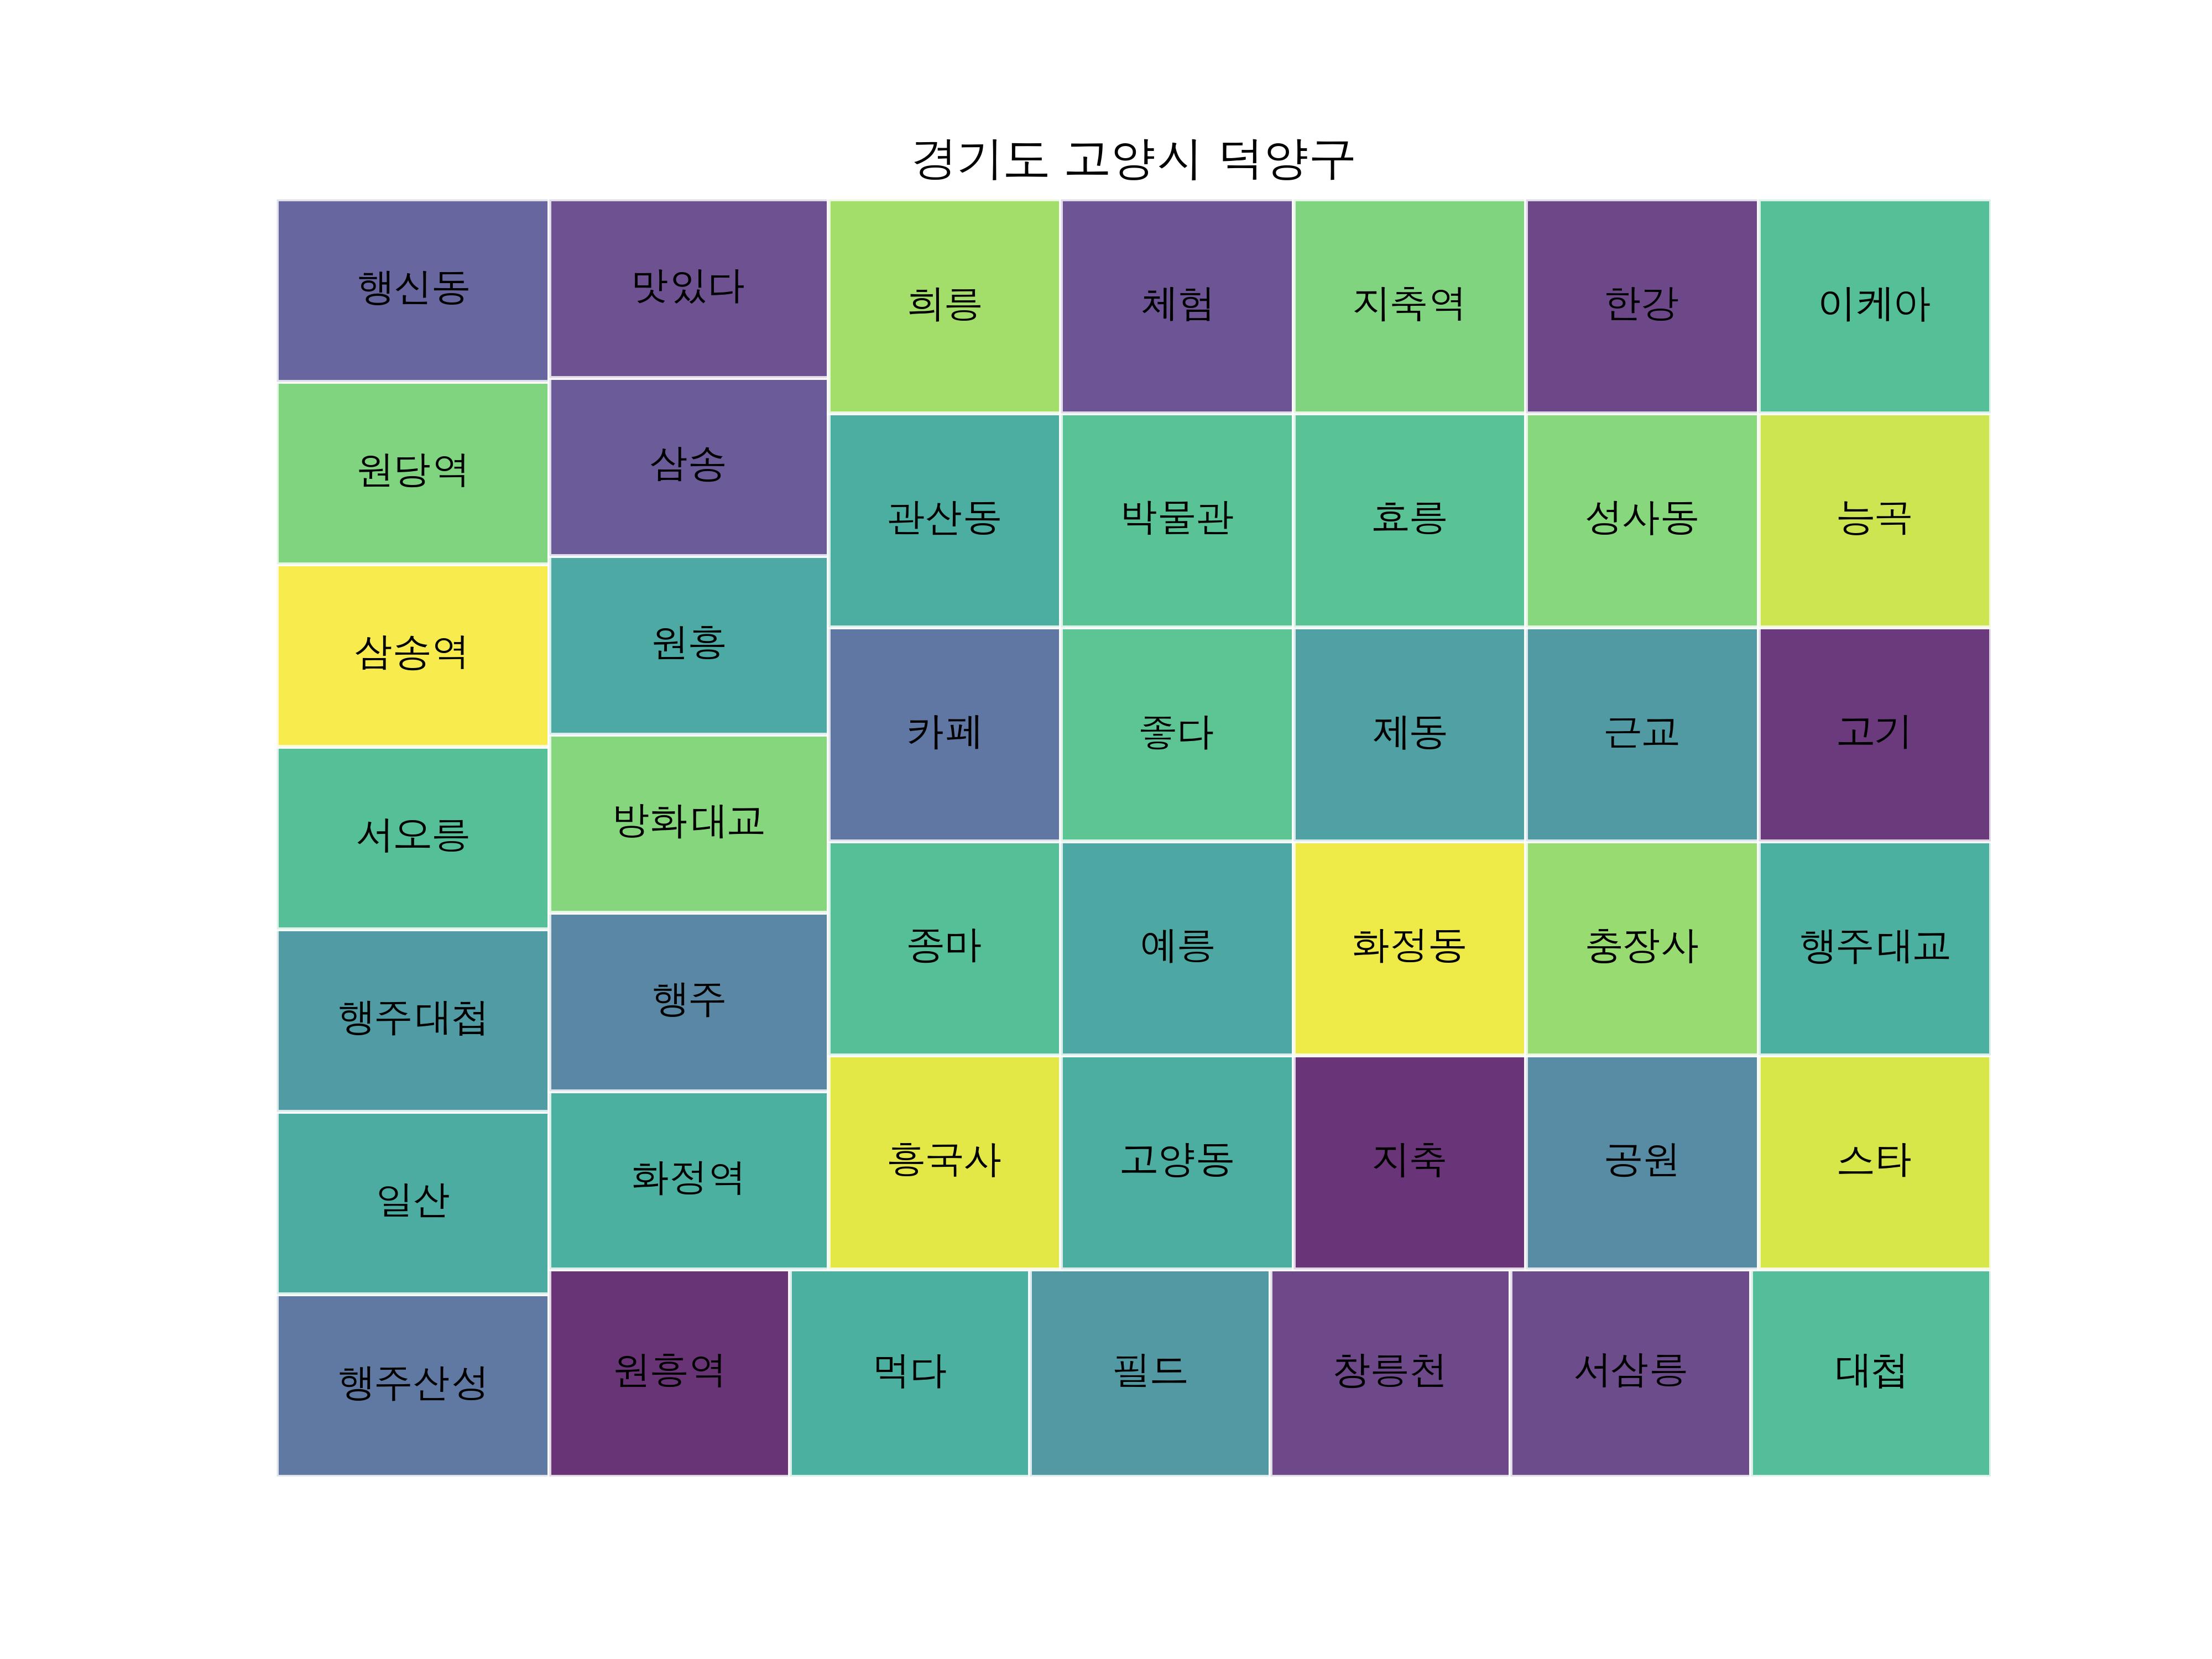 경기도 고양시 덕양구
행신동
원당역
삼송역
서오릉
행주대첩
일산
행주산성
맛있다
삼송
원흥
방화대교
행주
화정역
희릉
체험
지축역
한강
이케아
관산동
박물관
효릉
성사동
능곡
카페
좋다
제동
근교
고기
종마
예릉
화정동
충장사
행주대교
흥국사
고양동
지축
공원
스타
원흥역
먹다
필드
창릉천
서삼릉
대첩